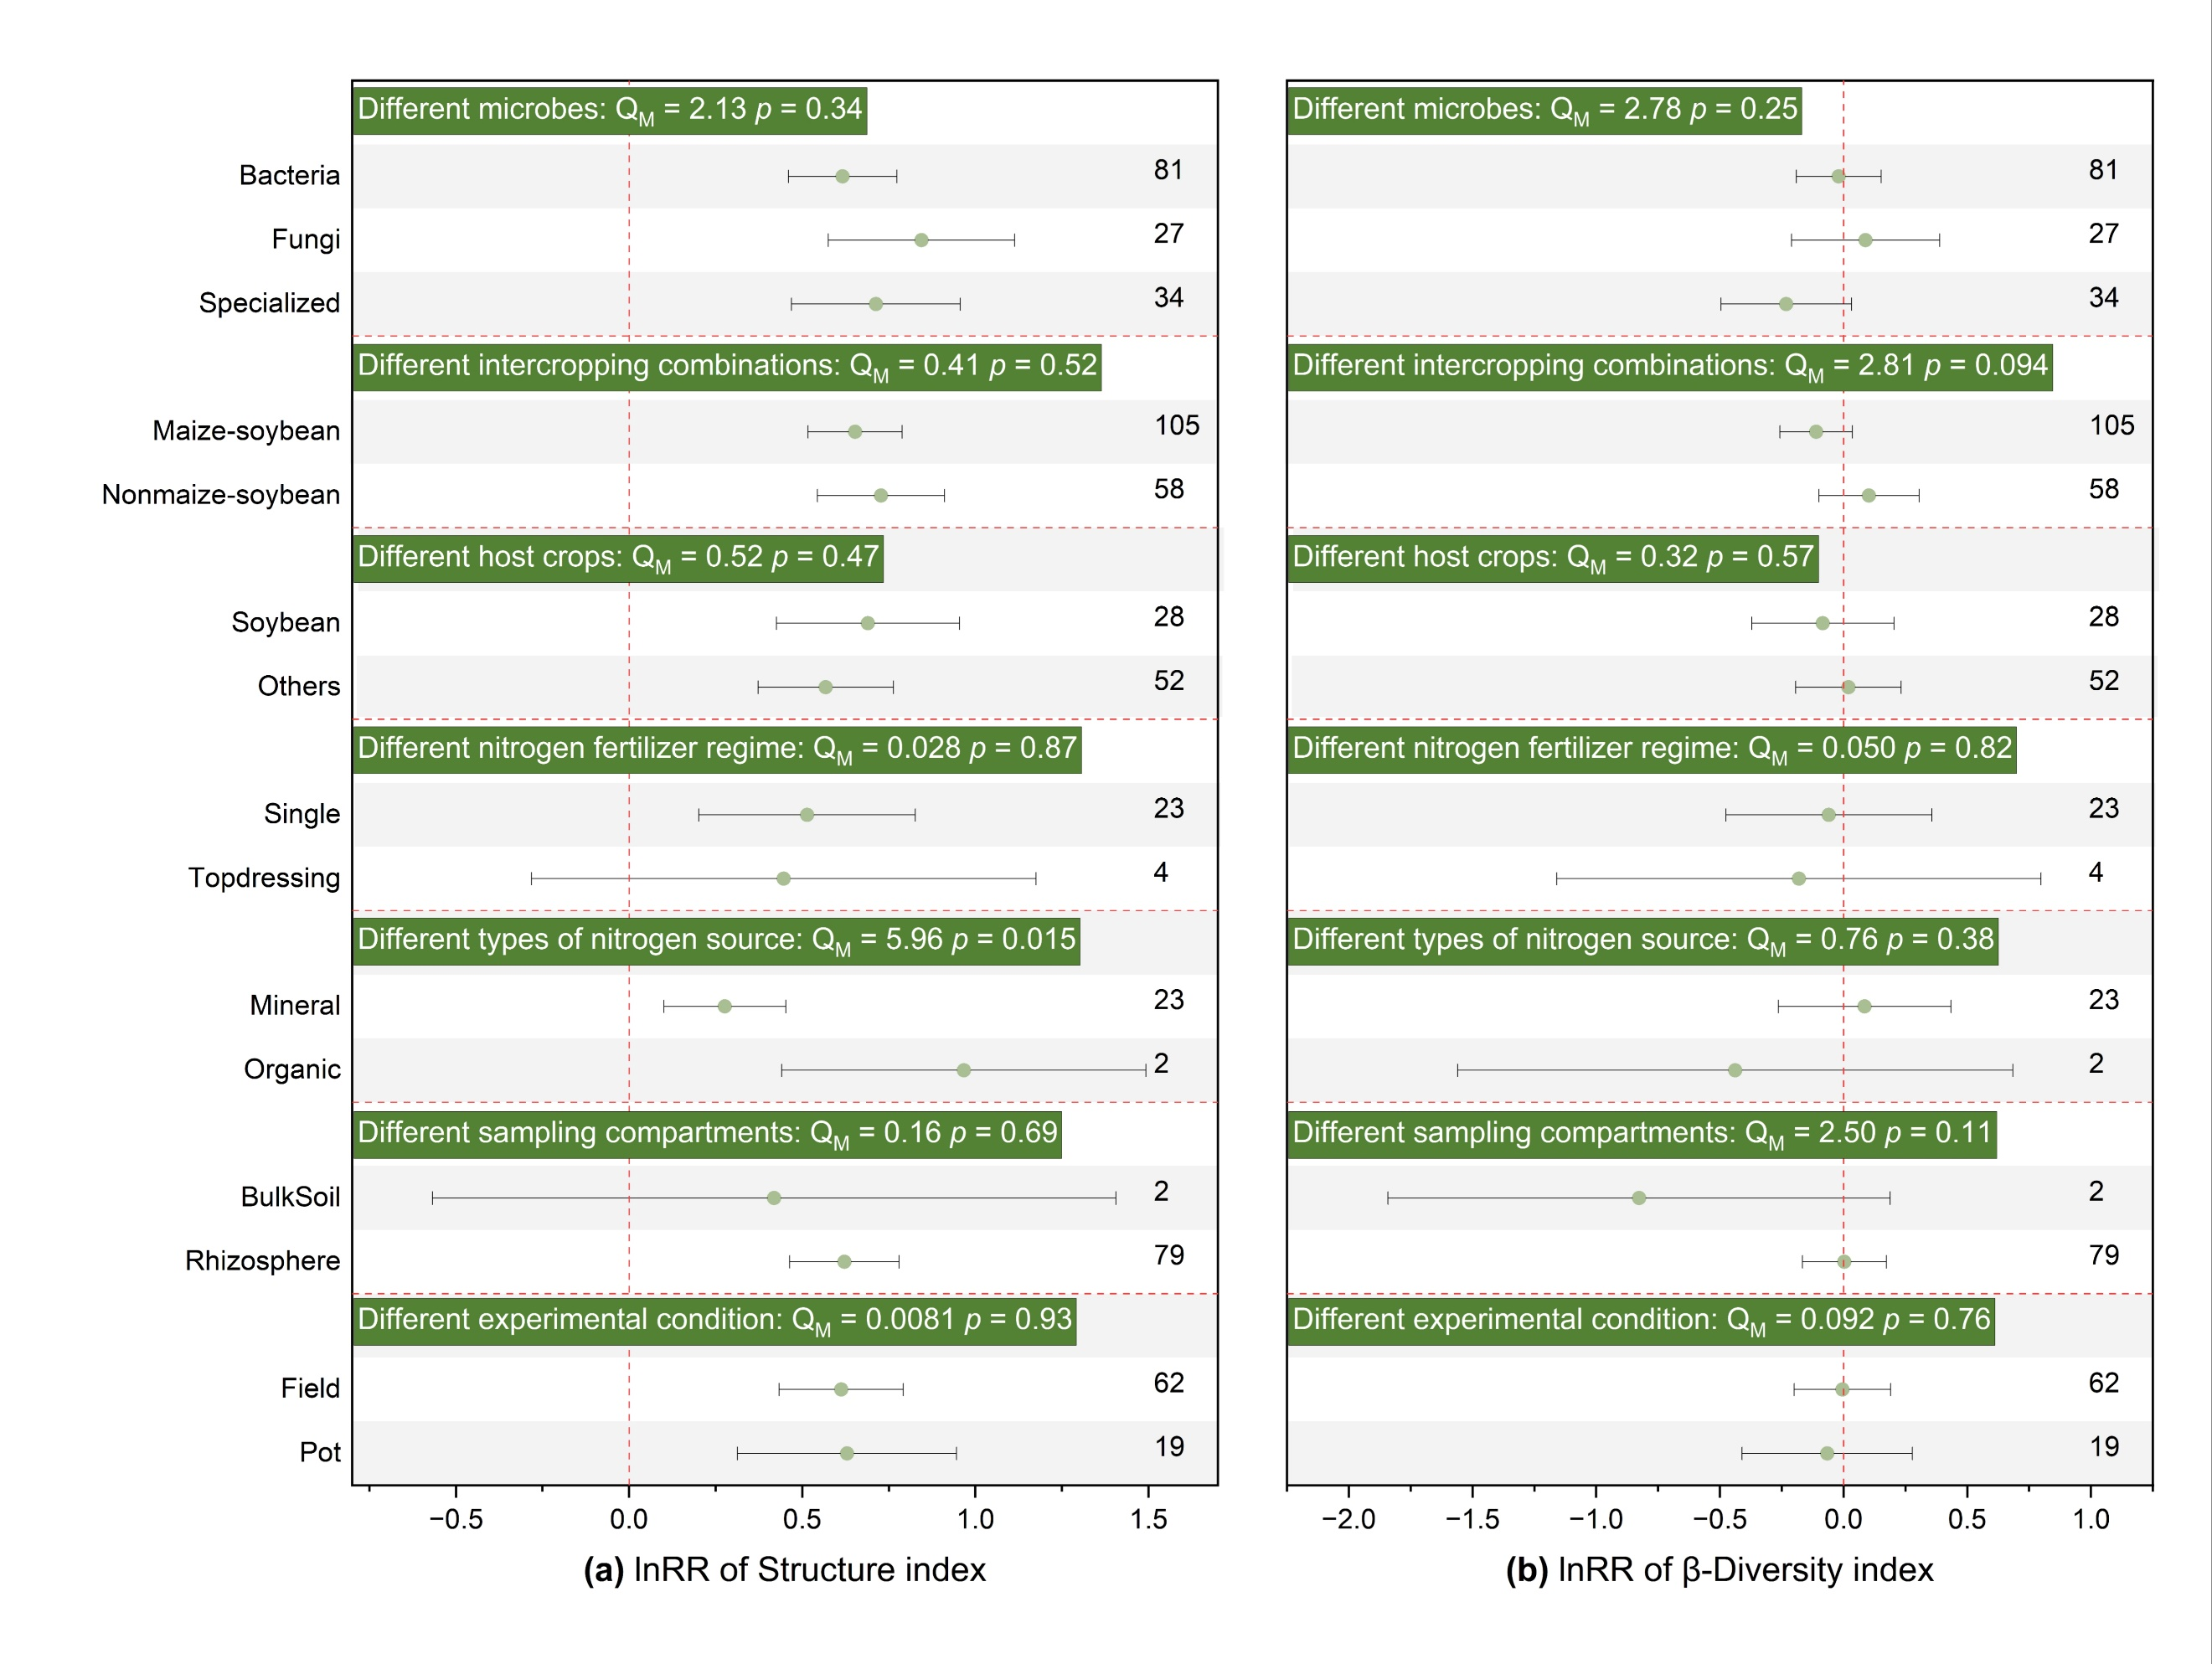 Different microbes: QM = 2.13 p = 0.34
Bacteria 81
Fungi 27
Specialized 34
Different intercropping combinations: QM = 0.41 p = 0.52
Maize-soybean 105
Nonmaize-soybean 58
Different host crops: QM = 0.52 p = 0.47
Soybean 28
Others 52
Different nitrogen fertilizer regime: QM = 0.028 p = 0.87
Single 23
Topdressing 4
Different types of nitrogen source: QM = 5.96 p = 0.015
Mineral 23
Organic 2
Different sampling compartments: QM = 0.16 p = 0.69
BulkSoil 2
Rhizosphere 79
Different experimental condition: QM = 0.0081 p = 0.93
Field 62
Pot 19
−0.5 0.0 0.5 1.0 1.5
(a) lnRR of Structure index
Different microbes: QM = 2.78 p = 0.25
81
27
34
Different intercropping combinations: QM = 2.81 p = 0.094
105
58
Different host crops: QM = 0.32 p = 0.57
28
52
Different nitrogen fertilizer regime: QM = 0.050 p = 0.82
23
4
Different types of nitrogen source: QM = 0.76 p = 0.38
23
2
Different sampling compartments: QM = 2.50 p = 0.11
2
79
Different experimental condition: QM = 0.092 p = 0.76
62
19
−2.0 −1.5 −1.0 −0.5 0.0 0.5 1.0
(b) lnRR of β-Diversity index